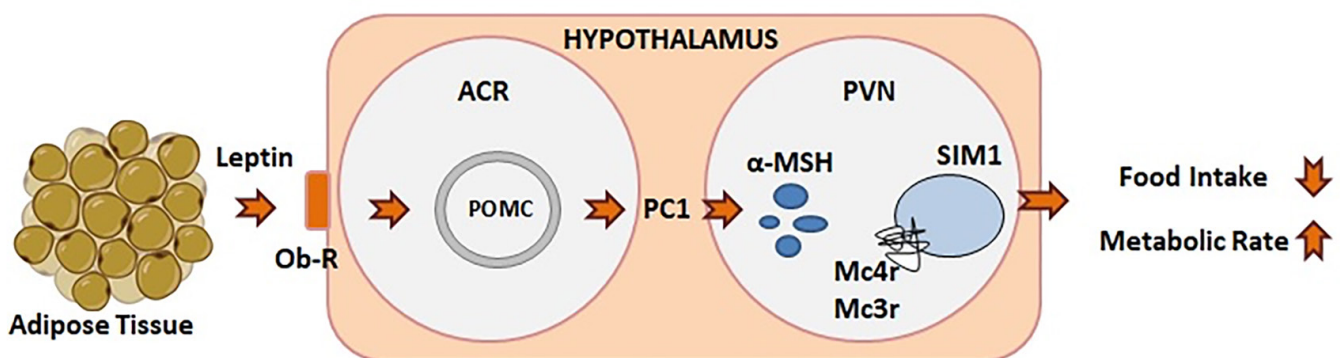 HYPOTHALAMUS
ACR
PVN
Leptin
α-MSH
SIM1
POMC
PC1
Ob-R
Mc4r
Mc3r
Adipose Tissue
Food Intake
Metabolic Rate